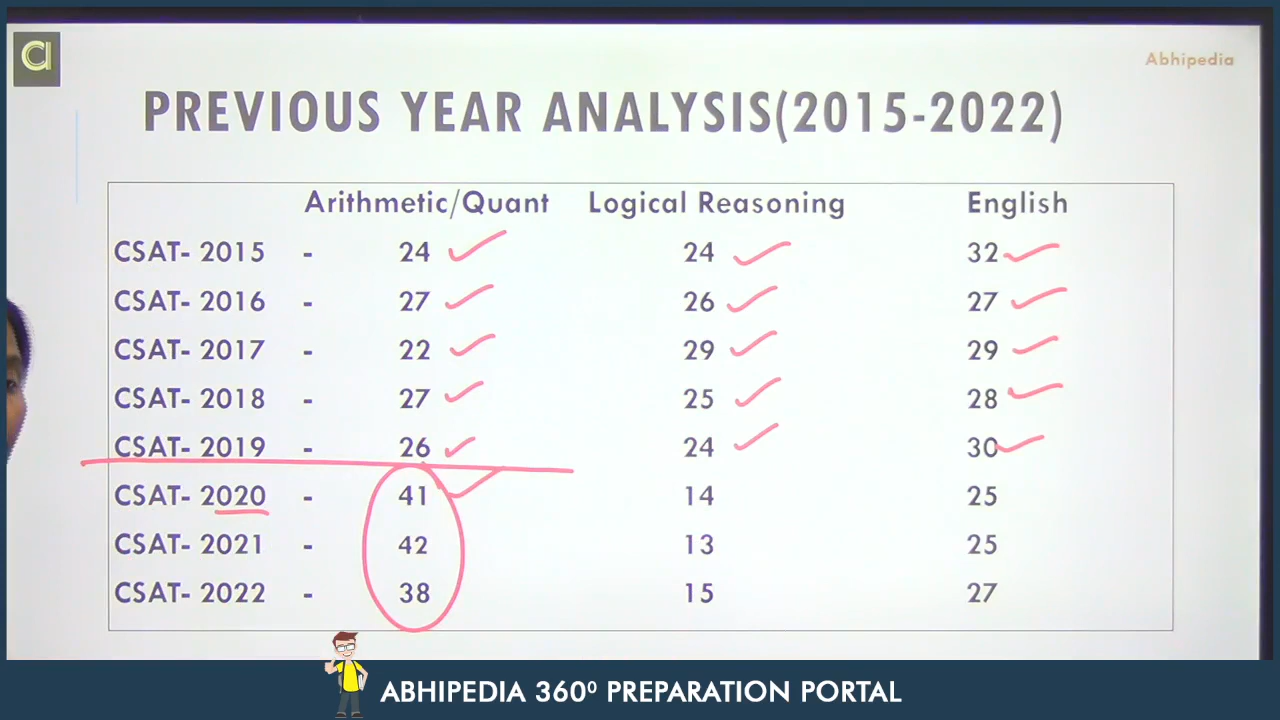 a
Abhipedia
PREVIOUS YEAR ANALYSIS(2015-2022)
Arithmetic/Quant Logical Reasoning English
CSAT- 2015 - 24 24 32
CSAT- 2016 - 27 26 27
CSAT- 2017 - 22 29 29
CSAT- 2018 - 27 25 28
CSAT- 2019 - 26 24 30
CSAT- 2020 - 41 14 25
CSAT- 2021 - 42 13 25
CSAT- 2022 - 38 15 27
ABHIPEDIA 360⁰ PREPARATION PORTAL